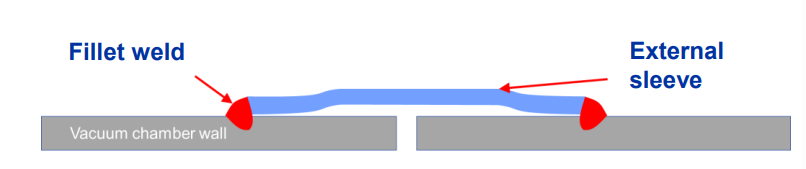 Fillet weld
External
sleeve
Vacuum chamber wall